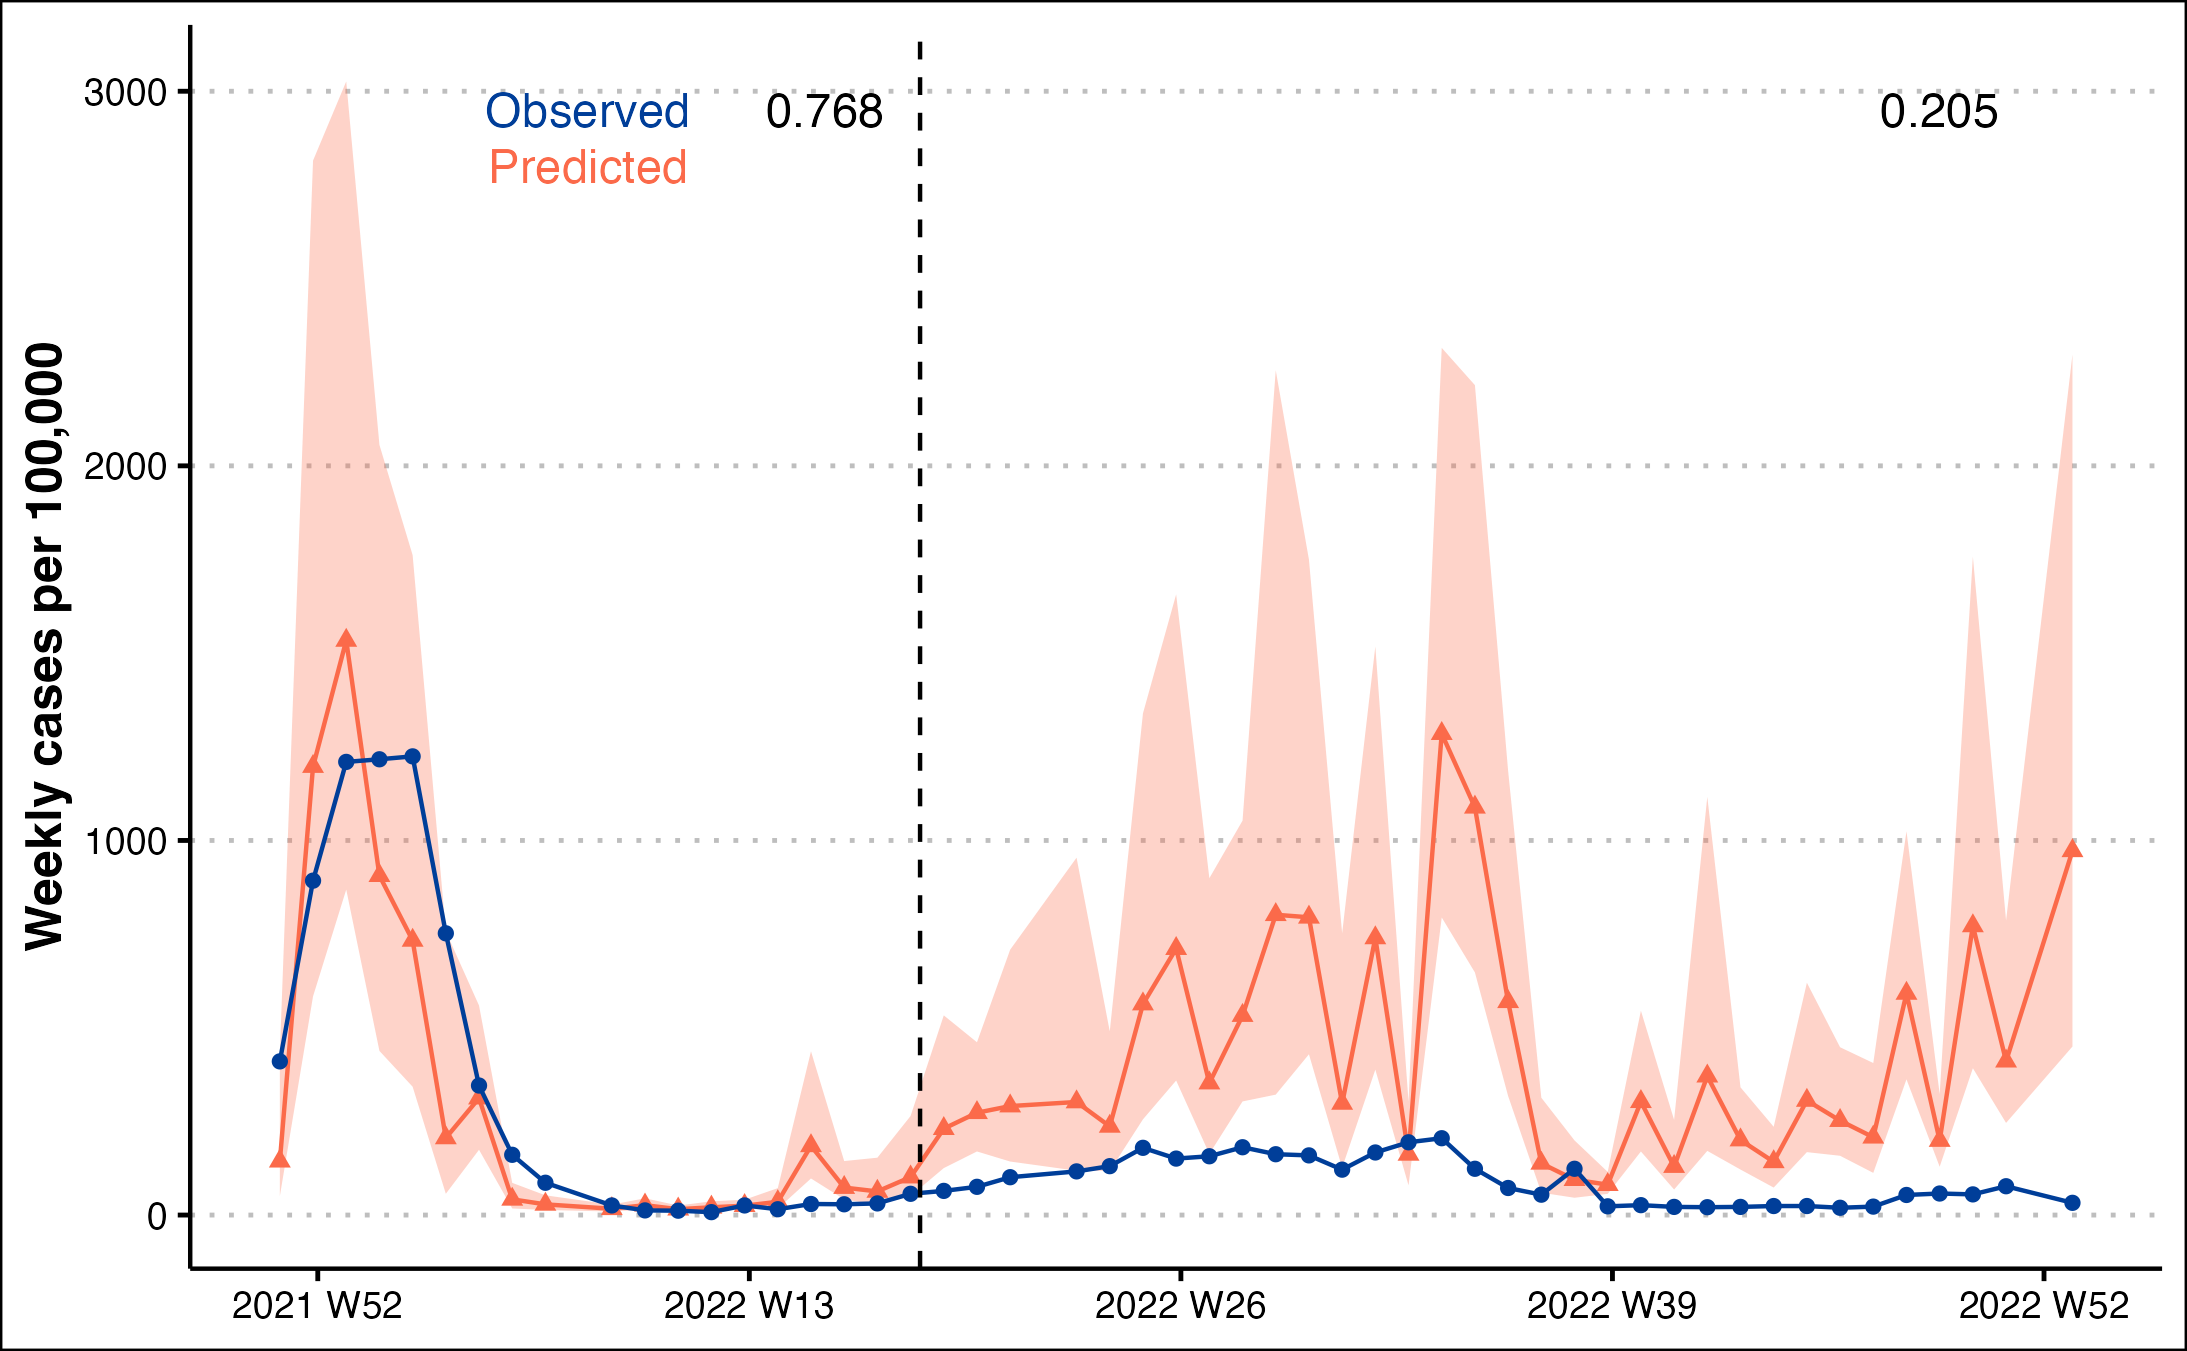 Weekly cases per 100,000
3000
2000
1000
0
Observed
Predicted
0.768
0.205
2021 W52
2022 W13
2022 W26
2022 W39
2022 W52